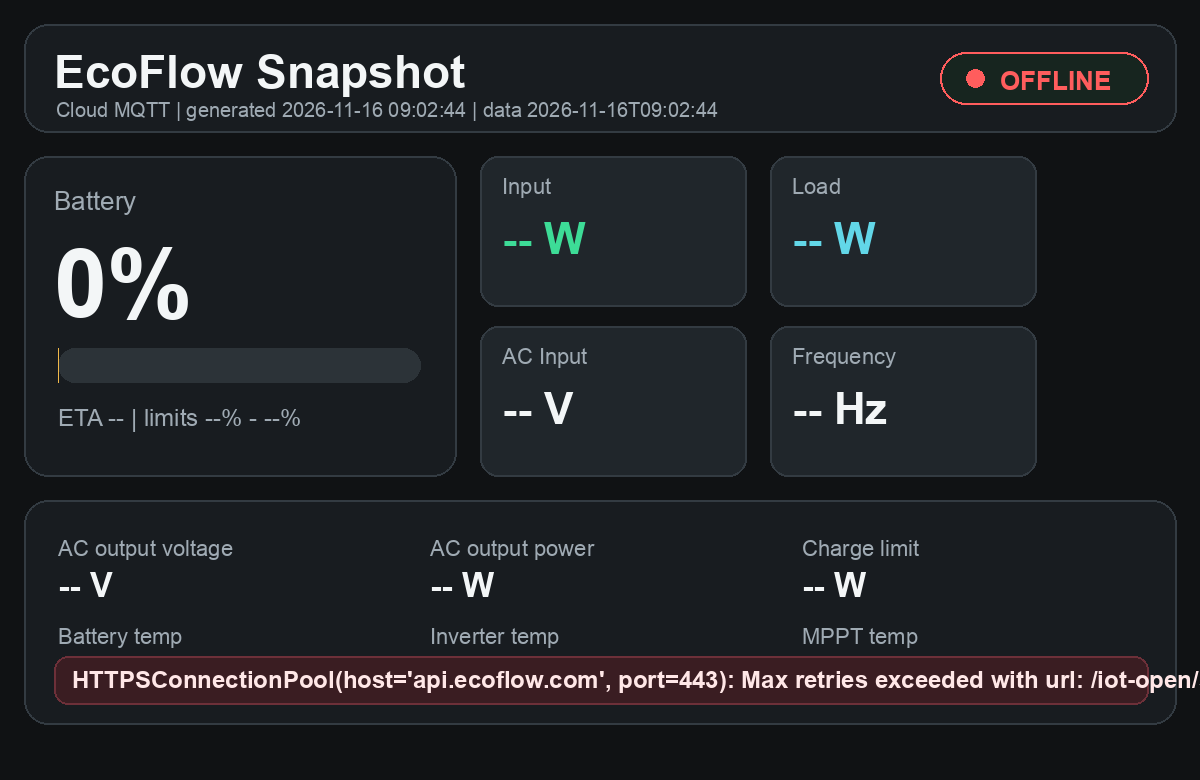 EcoFlow Snapshot
Cloud MQTT | generated 2026-11-16 09:02:44 | data 2026-11-16T09:02:44
OFFLINE
Battery
0%
ETA -- | limits --% - --%
Input
-- W
Load
-- W
AC Input
-- V
Frequency
-- Hz
AC output voltage
-- V
AC output power
-- W
Charge limit
-- W
Battery temp
Inverter temp
MPPT temp
HTTPSConnectionPool(host='api.ecoflow.com', port=443): Max retries exceeded with url: /iot-open/